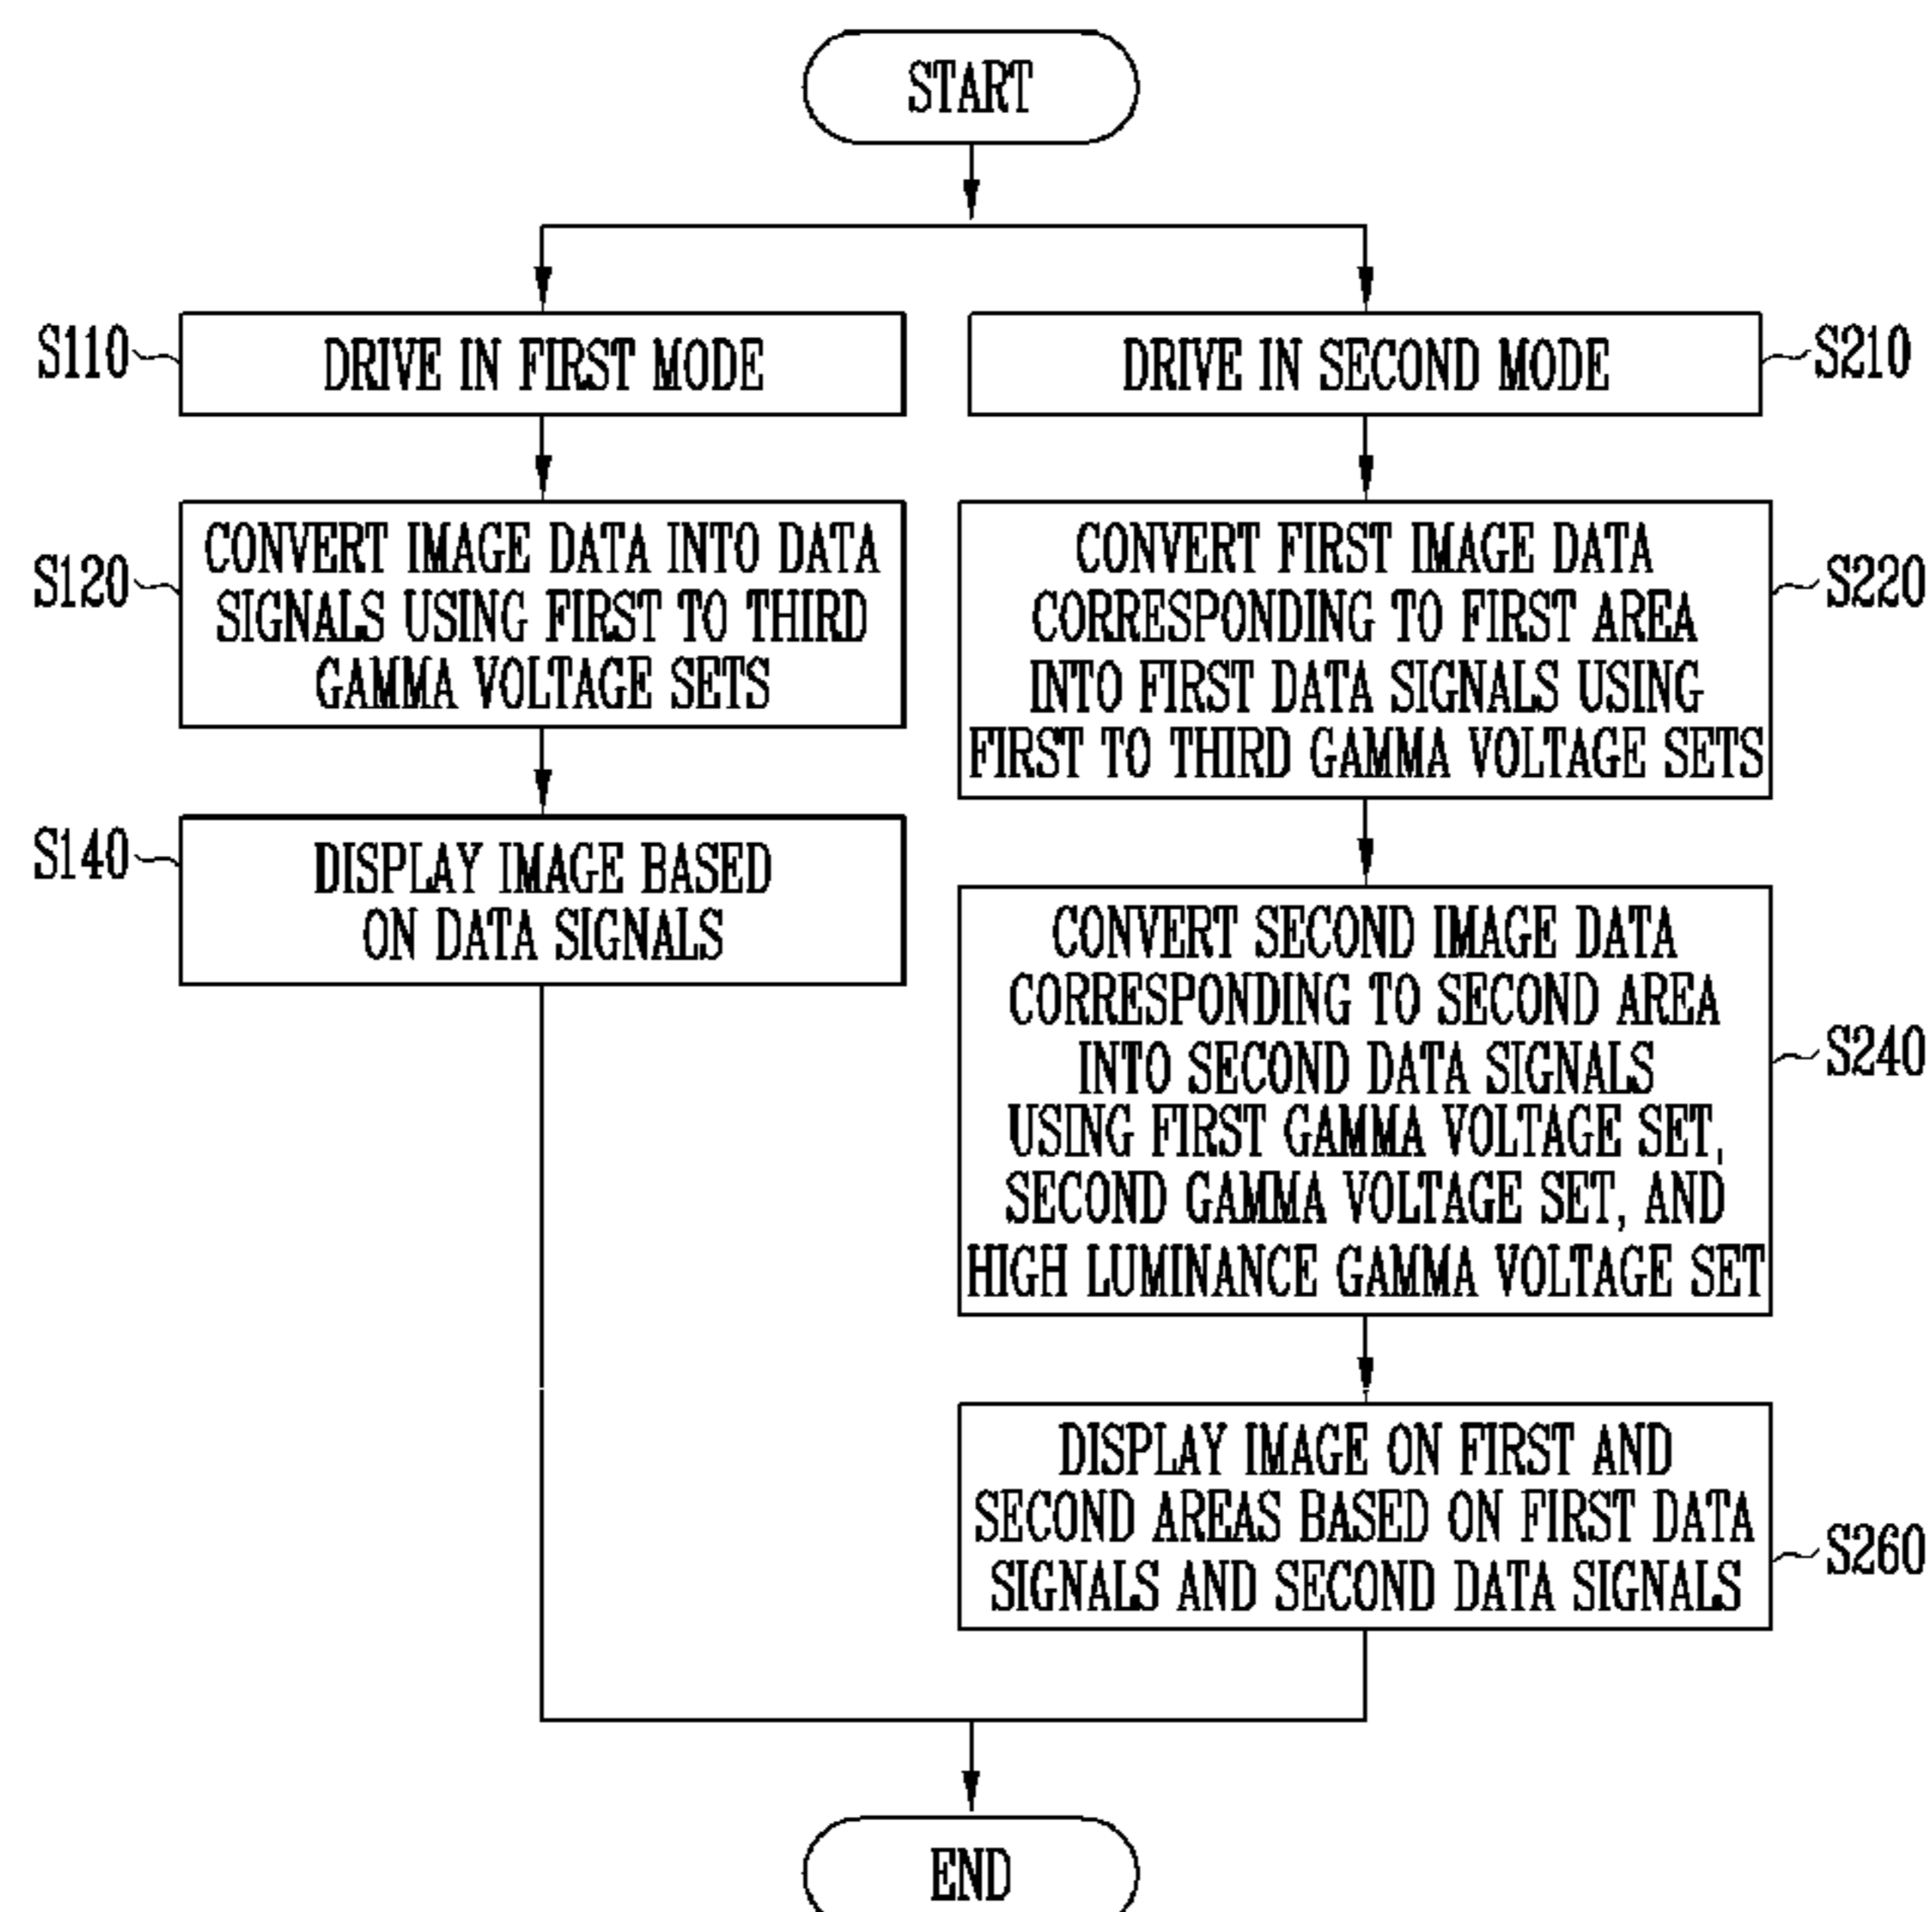 START
S110
DRIVE IN FIRST MODE
S120
CONVERT IMAGE DATA INTO DATA
SIGNALS USING FIRST TO THIRD
GAMMA VOLTAGE SETS
S140
DISPLAY IMAGE BASED
ON DATA SIGNALS
DRIVE IN SECOND MODE
S210
CONVERT FIRST IMAGE DATA
CORRESPONDING TO FIRST AREA
INTO FIRST DATA SIGNALS USING
FIRST TO THIRD GAMMA VOLTAGE SETS
S220
CONVERT SECOND IMAGE DATA
CORRESPONDING TO SECOND AREA
INTO SECOND DATA SIGNALS
USING FIRST GAMMA VOLTAGE SET,
SECOND GAMMA VOLTAGE SET, AND
HIGH LUMINANCE GAMMA VOLTAGE SET
S240
DISPLAY IMAGE ON FIRST AND
SECOND AREAS BASED ON FIRST DATA
SIGNALS AND SECOND DATA SIGNALS
S260
END